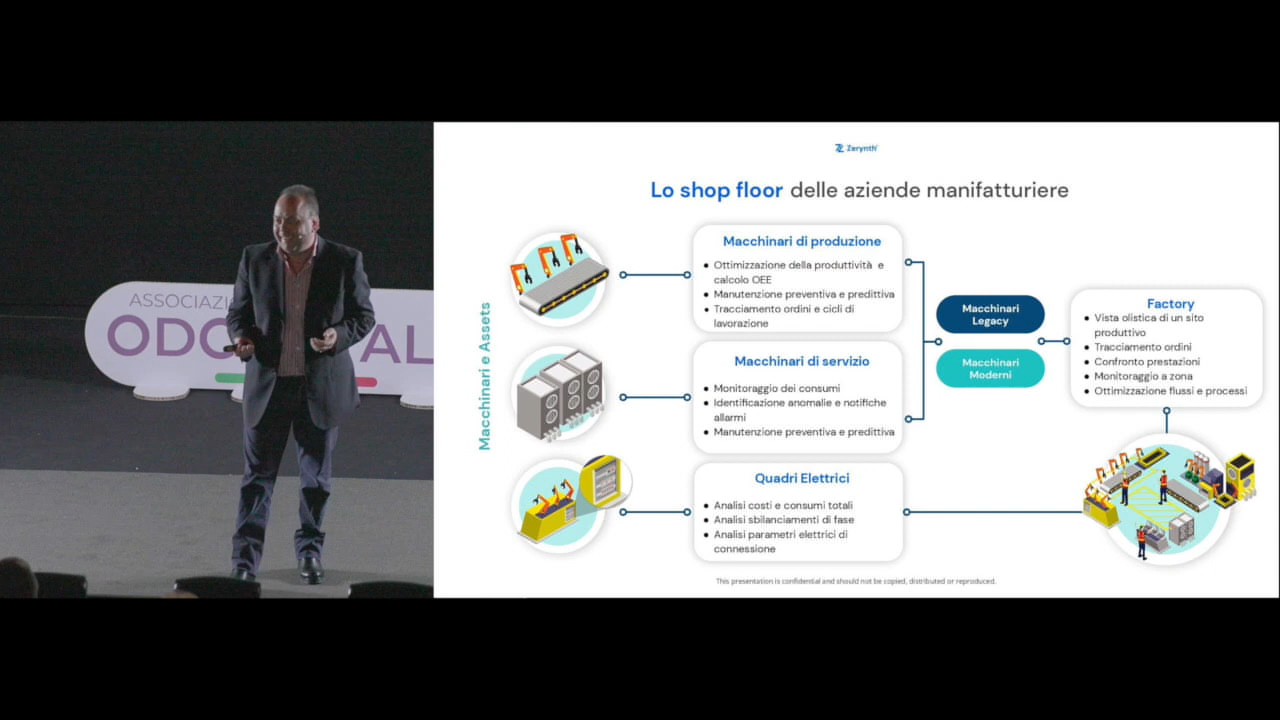 ASSOCIAZI
ODO
AL
Zerynth
Lo shop floor delle aziende manifatturiere
Macchinari e Assets
Macchinari di produzione
● Ottimizzazione della produttività e
calcolo OEE
● Manutenzione preventiva e predittiva
● Tracciamento ordini e cicli di
lavorazione
Macchinari di servizio
● Monitoraggio dei consumi
● Identificazione anomalie e notifiche
allarmi
● Manutenzione preventiva e predittiva
Quadri Elettrici
● Analisi costi e consumi totali
● Analisi sbilanciamenti di fase
● Analisi parametri elettrici di
connessione
Macchinari
Legacy
Macchinari
Moderni
Factory
● Vista olistica di un sito
produttivo
● Tracciamento ordini
● Confronto prestazioni
● Monitoraggio a zona
● Ottimizzazione flussi e processi
This presentation is confidential and should not be copied, distributed or reproduced.